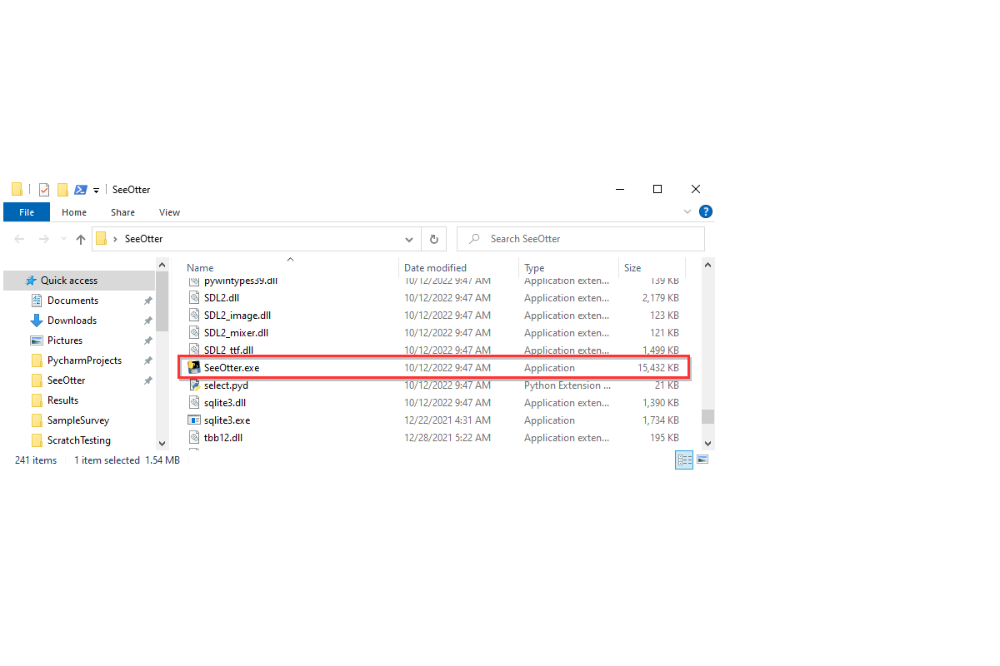 SeeOtter
File Home Share View
SeeOtter Search SeeOtter
Name Date modified Type Size
Quick access
Documents
Downloads
Pictures
PycharmProjects
SeeOtter
Results
SampleSurvey
ScratchTesting
pywintypes39.dll 10/12/2022 9:47 AM Application exten... 139 KB
SDL2.dll 10/12/2022 9:47 AM Application exten... 2,179 KB
SDL2_image.dll 10/12/2022 9:47 AM Application exten... 123 KB
SDL2_mixer.dll 10/12/2022 9:47 AM Application exten... 121 KB
SDL2_ttf.dll 10/12/2022 9:47 AM Application exten... 1,499 KB
SeeOtter.exe 10/12/2022 9:47 AM Application 15,432 KB
select.pyd 10/12/2022 9:47 AM Python Extension ... 21 KB
sqlite3.dll 10/12/2022 9:47 AM Application exten... 1,390 KB
sqlite3.exe 12/22/2021 4:31 AM Application 1,734 KB
tbb12.dll 12/28/2021 5:22 AM Application exten... 195 KB
241 items 1 item selected 1.54 MB